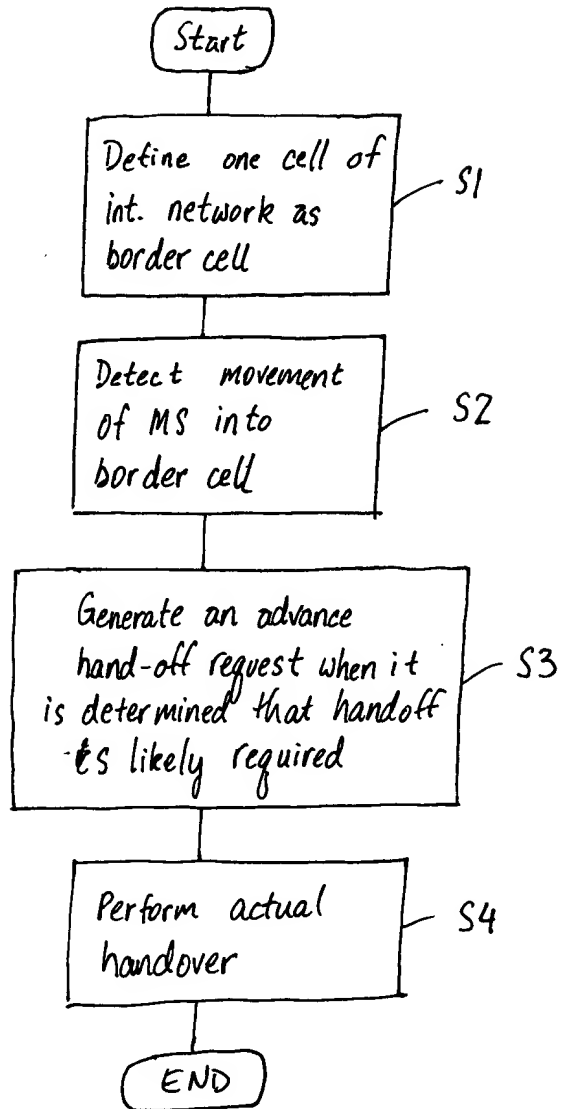 Start
Define one cell of
int. network as
border cell
S1
Detect movement
of MS into
border cell
S2
Generate an advance
hand-off request when it
is determined that handoff
is likely required
S3
Perform actual
handover
S4
END